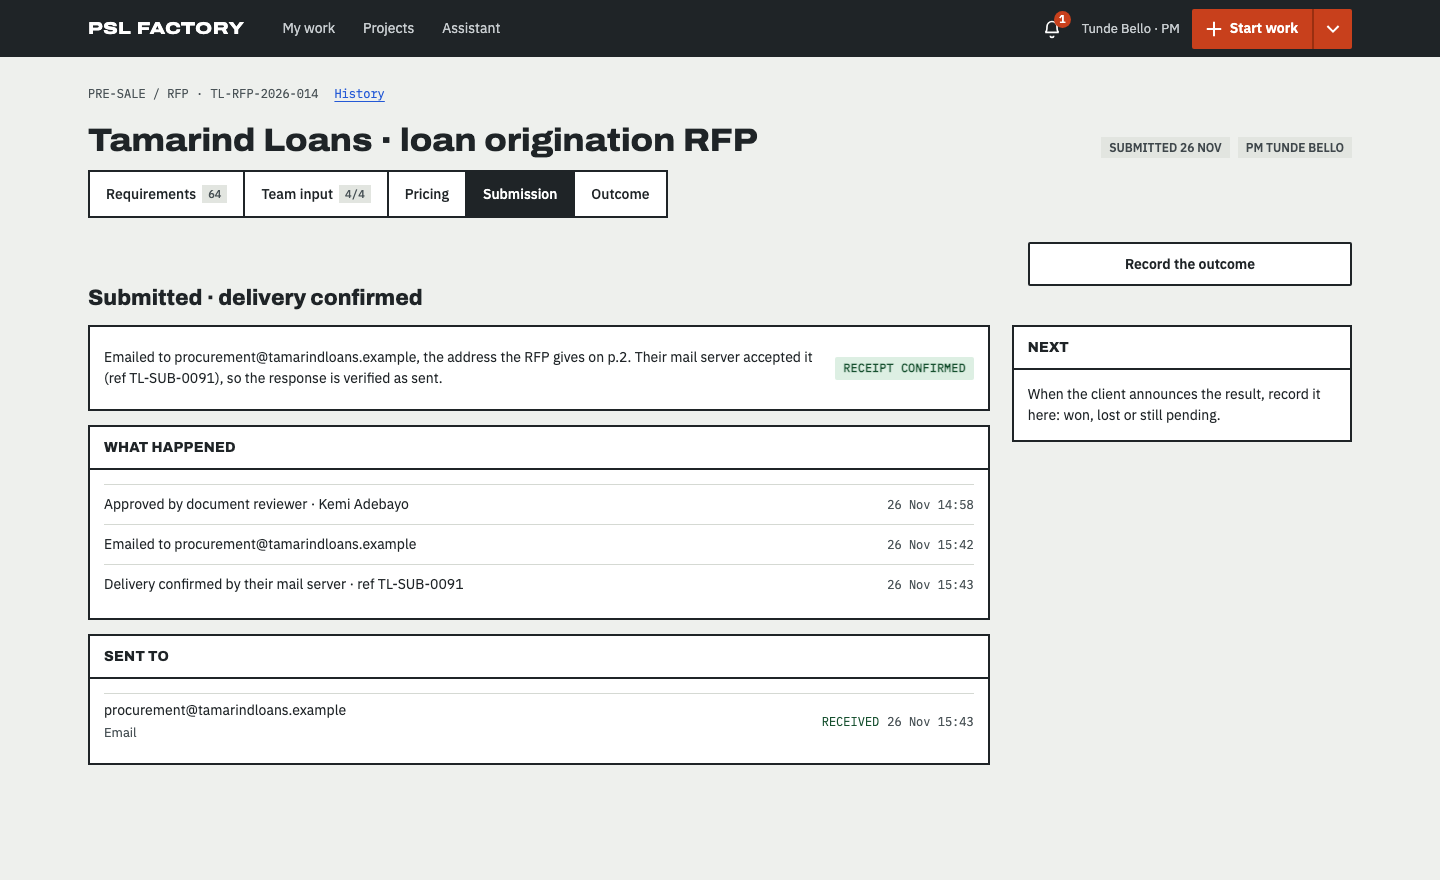 PSL FACTORY
My work
Projects
Assistant
1
Tunde Bello · PM
Start work
PRE-SALE / RFP · TL-RFP-2026-014
History
Tamarind Loans · loan origination RFP
SUBMITTED 26 NOV
PM TUNDE BELLO
Requirements 64
Team input 4/4
Pricing
Submission
Outcome
Record the outcome
Submitted · delivery confirmed
Emailed to procurement@tamarindloans.example, the address the RFP gives on p.2. Their mail server accepted it
(ref TL-SUB-0091), so the response is verified as sent.
RECEIPT CONFIRMED
NEXT
When the client announces the result, record it
here: won, lost or still pending.
WHAT HAPPENED
Approved by document reviewer · Kemi Adebayo
26 Nov 14:58
Emailed to procurement@tamarindloans.example
26 Nov 15:42
Delivery confirmed by their mail server · ref TL-SUB-0091
26 Nov 15:43
SENT TO
procurement@tamarindloans.example
Email
RECEIVED 26 Nov 15:43